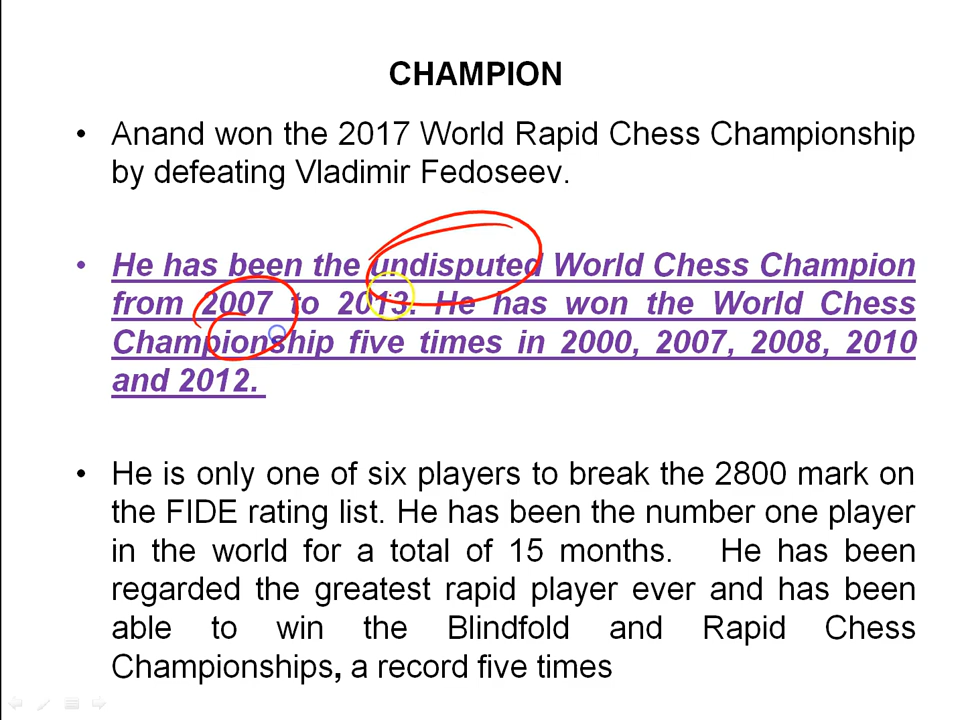 CHAMPION
• Anand won the 2017 World Rapid Chess Championship
by defeating Vladimir Fedoseev.
• He has been the undisputed World Chess Champion
from 2007 to 2013. He has won the World Chess
Championship five times in 2000, 2007, 2008, 2010
and 2012.
• He is only one of six players to break the 2800 mark on
the FIDE rating list. He has been the number one player
in the world for a total of 15 months. He has been
regarded the greatest rapid player ever and has been
able to win the Blindfold and Rapid Chess
Championships, a record five times